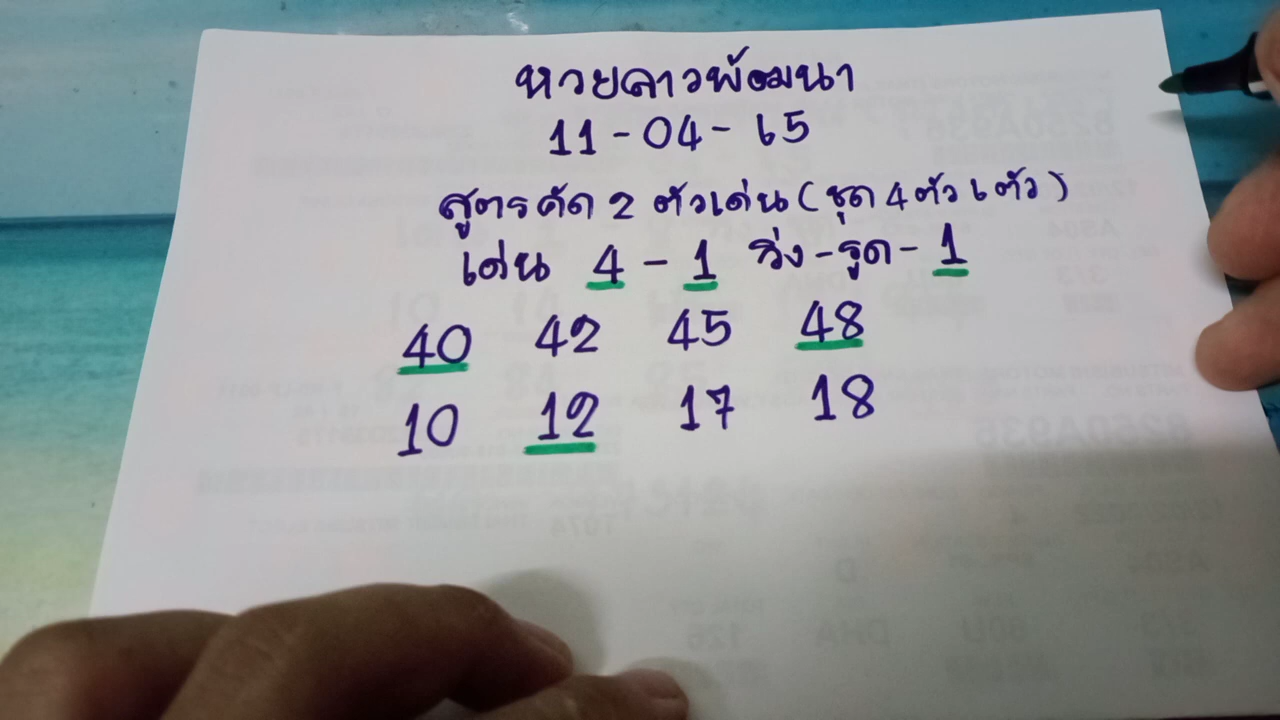 หวยลาวพัฒนา
11-04-65
สูตรคัด 2 ตัวเด่น (ชุด 4 ตัว 6 ตัว)
เด่น 4 - 1 วิ่ง-รูด- 1
40 42 45 48
10 12 17 18